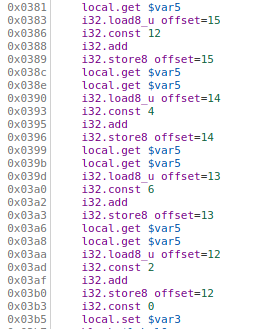 0x0381 local.get $var5
0x0383 i32.load8_u offset=15
0x0386 i32.const 12
0x0388 i32.add
0x0389 i32.store8 offset=15
0x038c local.get $var5
0x038e local.get $var5
0x0390 i32.load8_u offset=14
0x0393 i32.const 4
0x0395 i32.add
0x0396 i32.store8 offset=14
0x0399 local.get $var5
0x039b local.get $var5
0x039d i32.load8_u offset=13
0x03a0 i32.const 6
0x03a2 i32.add
0x03a3 i32.store8 offset=13
0x03a6 local.get $var5
0x03a8 local.get $var5
0x03aa i32.load8_u offset=12
0x03ad i32.const 2
0x03af i32.add
0x03b0 i32.store8 offset=12
0x03b3 i32.const 0
0x03b5 local.set $var3